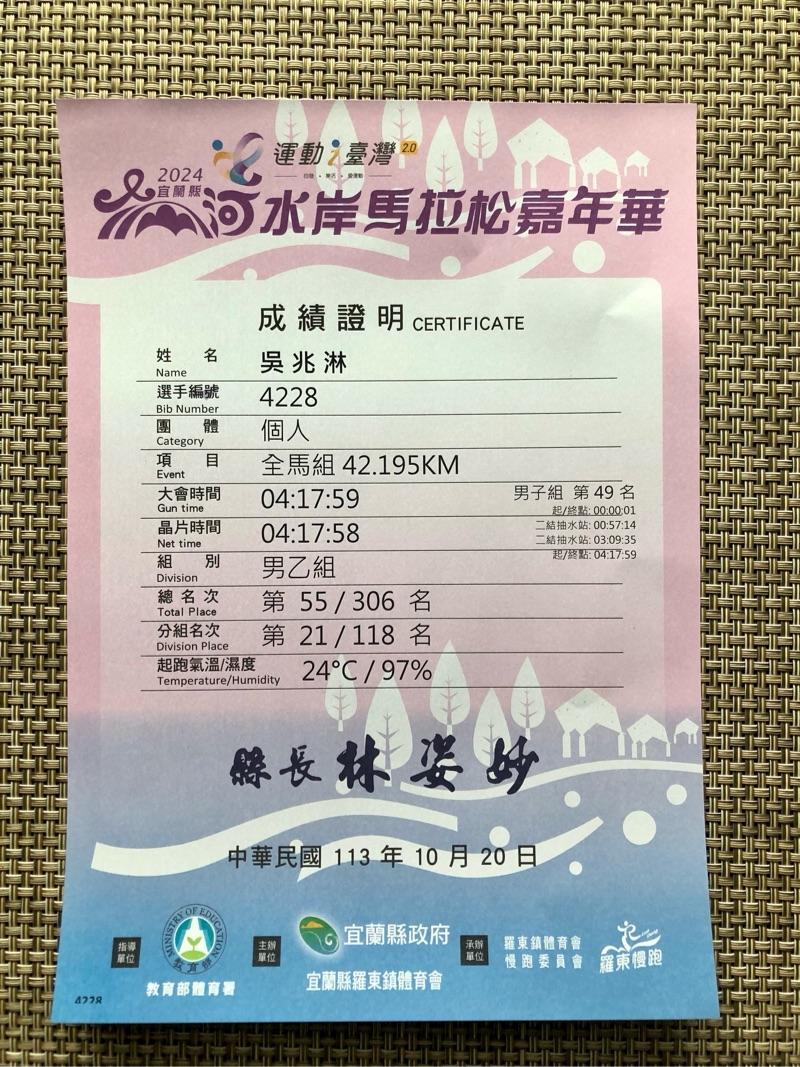 運動i臺灣2.0
2024
宜蘭縣
河水岸馬拉松嘉年華
成績證明 CERTIFICATE
姓名 吳兆淋
Name
選手編號 4228
Bib Number
團體 個人
Category
項目 全馬組 42.195KM
Event
大會時間 04:17:59 男子組 第 49 名
Gun time
起/終點: 00:00:01
晶片時間 04:17:58 二結抽水站: 00:57:14
Net time
二結抽水站: 03:09:35
起/終點: 04:17:59
組別 男乙組
Division
總名次 第 55 / 306 名
Total Place
分組名次 第 21 / 118 名
Division Place
起跑氣溫/濕度 24°C / 97%
Temperature/Humidity
縣長 林姿妙
中華民國 113 年 10 月 20 日
指導單位
MINISTRY OF EDUCATION
教育部
教育部體育署
主辦單位
宜蘭縣政府
宜蘭縣羅東鎮體育會
承辦單位
羅東鎮體育會
慢跑委員會
羅東慢跑
4228